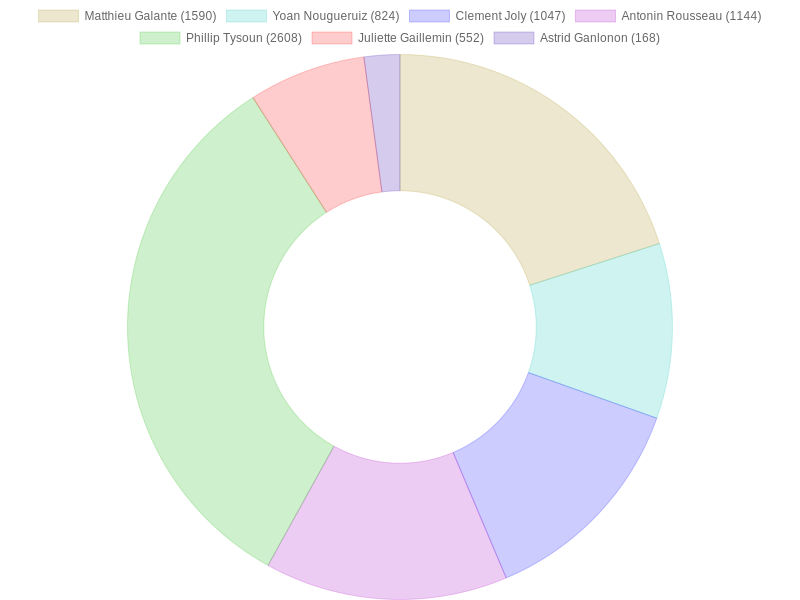 Matthieu Galante (1590) Yoan Nougueruiz (824) Clement Joly (1047) Antonin Rousseau (1144)
Phillip Tysoun (2608) Juliette Gaillemin (552) Astrid Ganlonon (168)